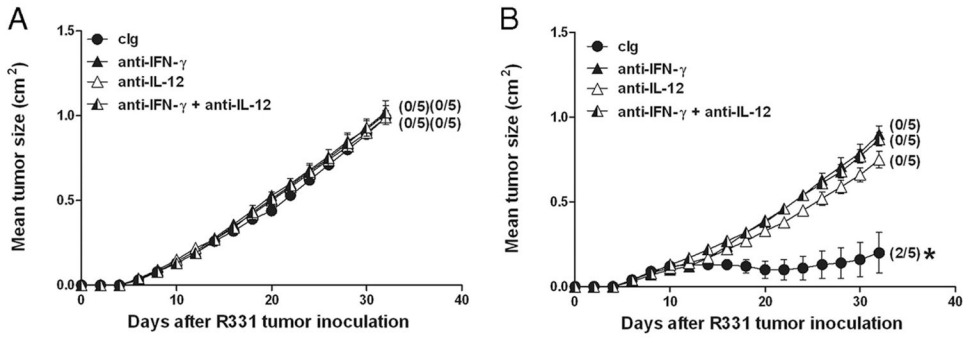 A
1.5
1.0
0.5
0.0
Mean tumor size (cm²)
cIg
anti-IFN-γ
anti-IL-12
anti-IFN-γ + anti-IL-12
(0/5)(0/5)
(0/5)(0/5)
0 10 20 30 40
Days after R331 tumor inoculation
B
1.5
1.0
0.5
0.0
Mean tumor size (cm²)
cIg
anti-IFN-γ
anti-IL-12
anti-IFN-γ + anti-IL-12
(0/5)
(0/5)
(0/5)
(2/5)*
0 10 20 30 40
Days after R331 tumor inoculation